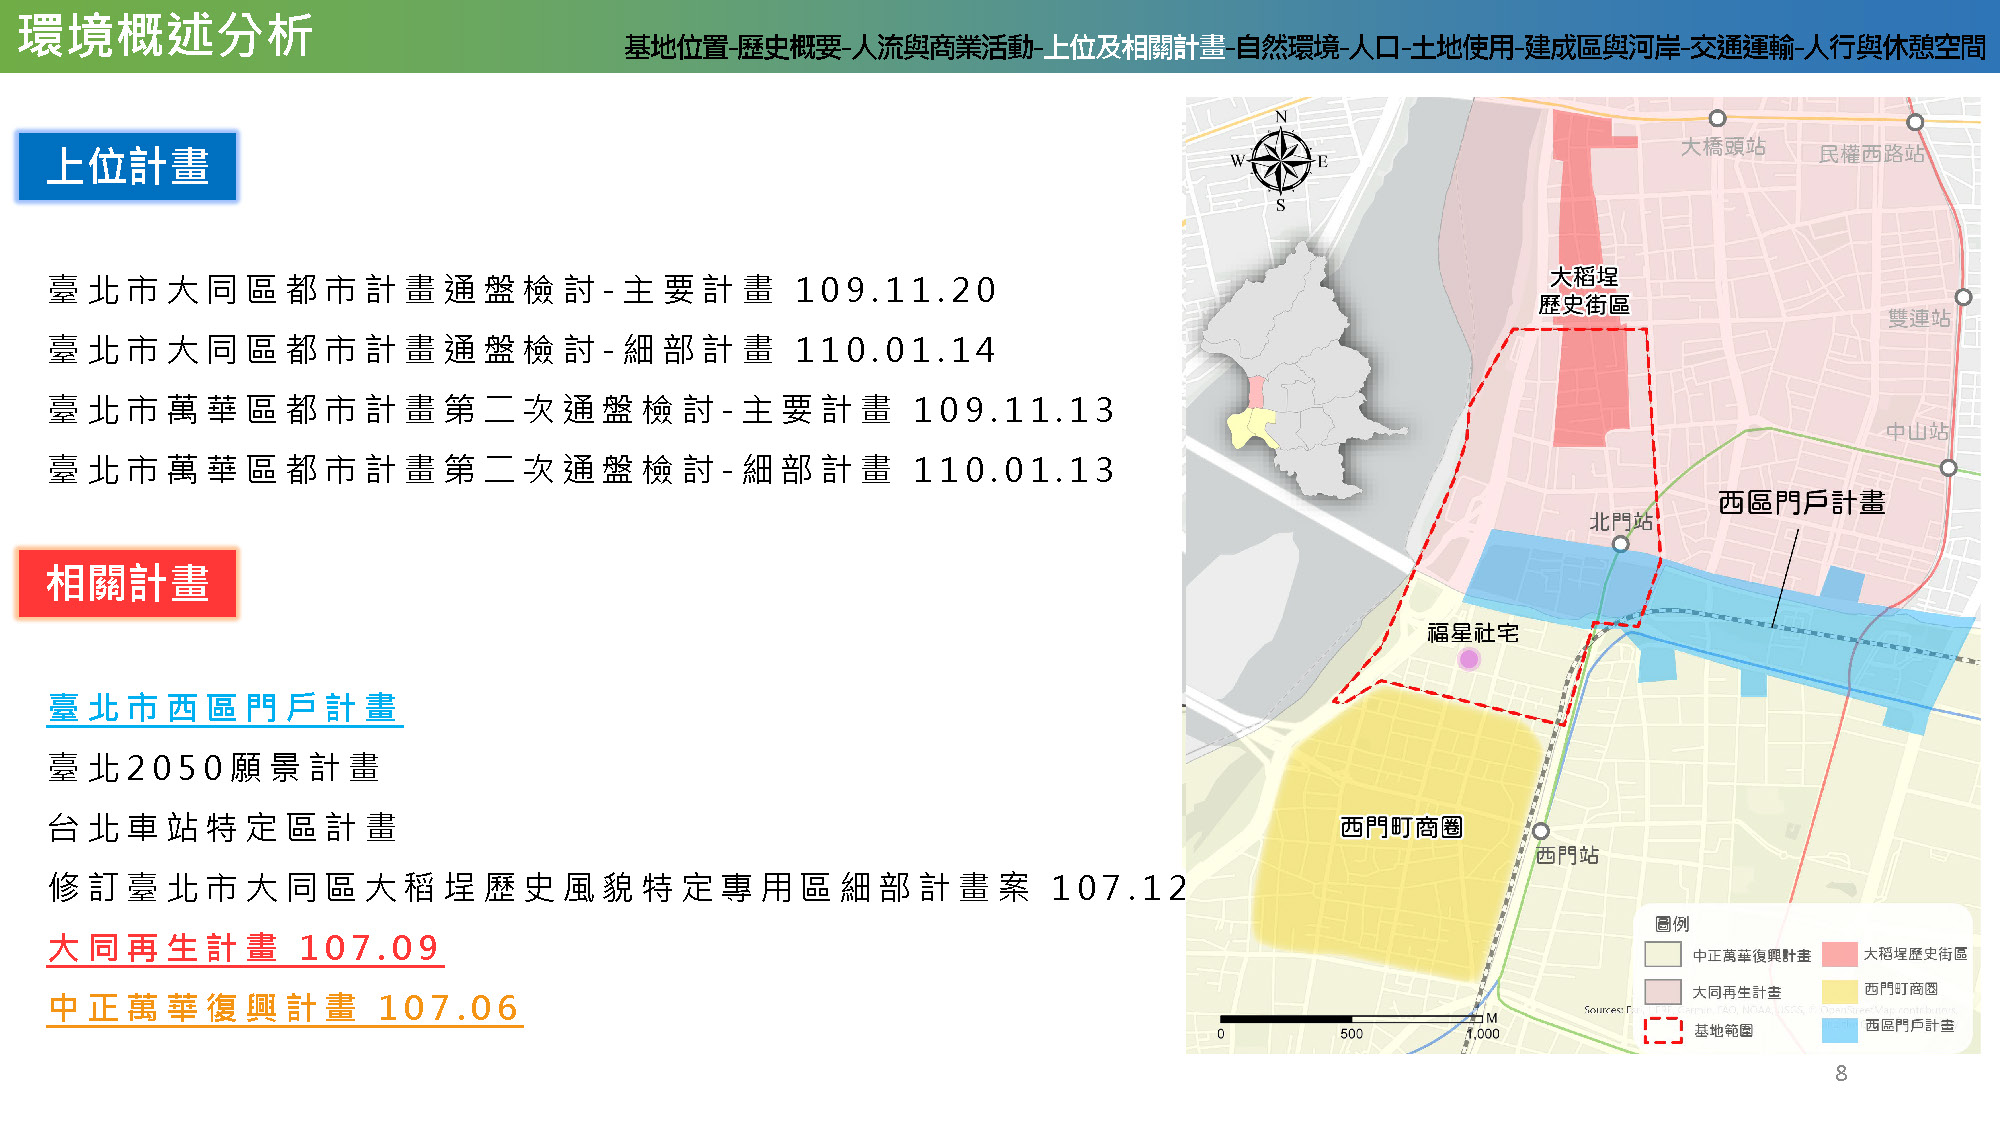 環境概述分析
基地位置-歷史概要-人流與商業活動-上位及相關計畫-自然環境-人口-土地使用-建成區與河岸-交通運輸-人行與休憩空間
上位計畫
臺北市大同區都市計畫通盤檢討-主要計畫 109.11.20
臺北市大同區都市計畫通盤檢討-細部計畫 110.01.14
臺北市萬華區都市計畫第二次通盤檢討-主要計畫 109.11.13
臺北市萬華區都市計畫第二次通盤檢討-細部計畫 110.01.13
相關計畫
臺北市西區門戶計畫
臺北2050願景計畫
台北車站特定區計畫
修訂臺北市大同區大稻埕歷史風貌特定專用區細部計畫案 107.12
大同再生計畫 107.09
中正萬華復興計畫 107.06
N
W E
S
大橋頭站
民權西路站
大稻埕
歷史街區
雙連站
中山站
西區門戶計畫
北門站
福星社宅
西門町商圈
西門站
圖例
中正萬華復興計畫
大稻埕歷史街區
大同再生計畫
西門町商圈
基地範圍
西區門戶計畫
Sources:
M
0 500 1,000
8